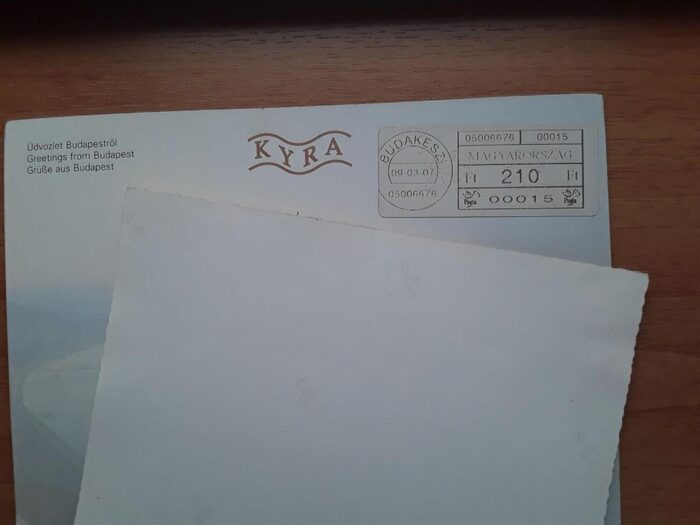 Üdvözlet Budapestről
Greetings from Budapest
Grüße aus Budapest
KYRA
BUDAKESZI
09-03-07
05006676
05006676 00015
MAGYARORSZÁG
Ft 210 Ft
Posta 00015 Posta